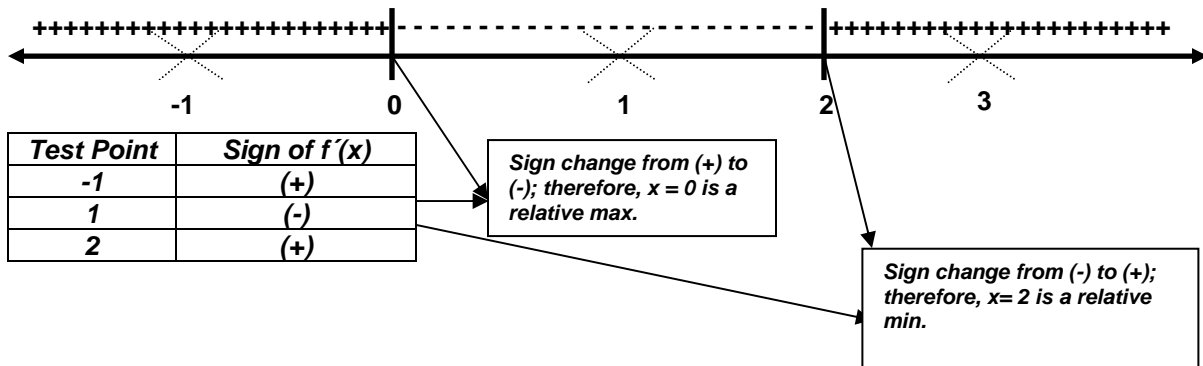 ++++++++++++++++++++ - - - - - - - - - - - - - - - - - - - - - - - +++++++++++++++++++
-1 0 1 2 3
Test Point Sign of f´(x)
-1 (+)
1 (-)
2 (+)
Sign change from (+) to
(-); therefore, x = 0 is a
relative max.
Sign change from (-) to (+);
therefore, x= 2 is a relative
min.